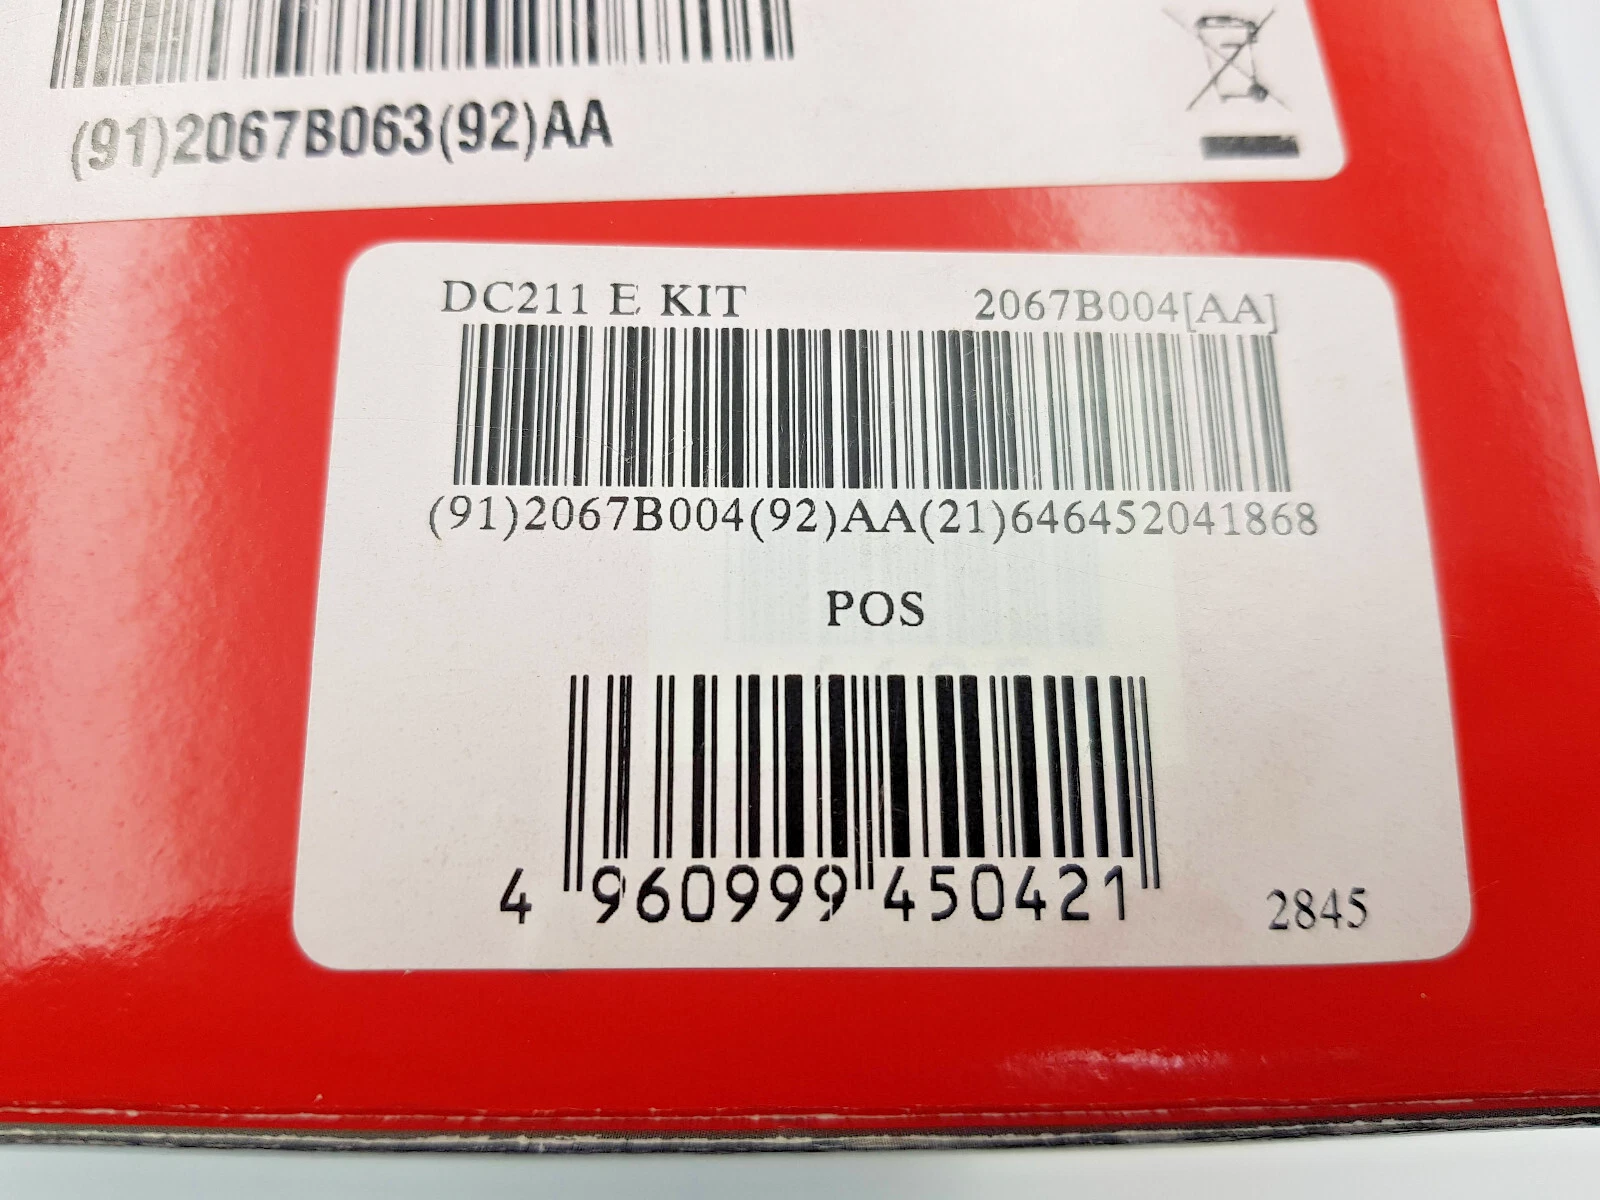 (91)2067B063(92)AA
DC211 E KIT 2067B004[AA]
(91)2067B004(92)AA(21)646452041868
POS
4 960999 450421 2845